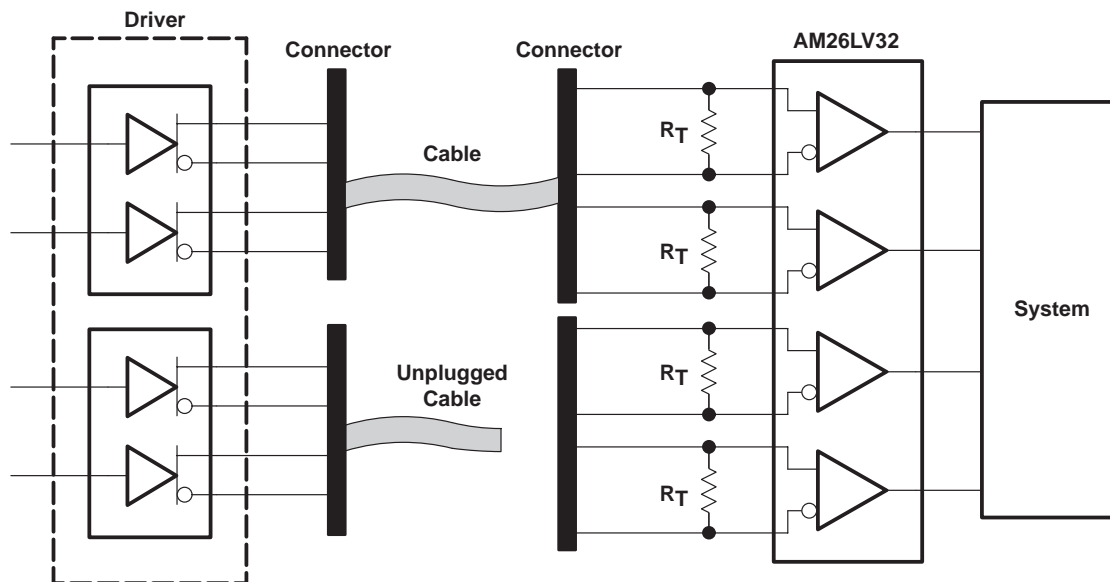 Driver
Connector
Connector
AM26LV32
Cable
RT
RT
System
Unplugged
Cable
RT
RT